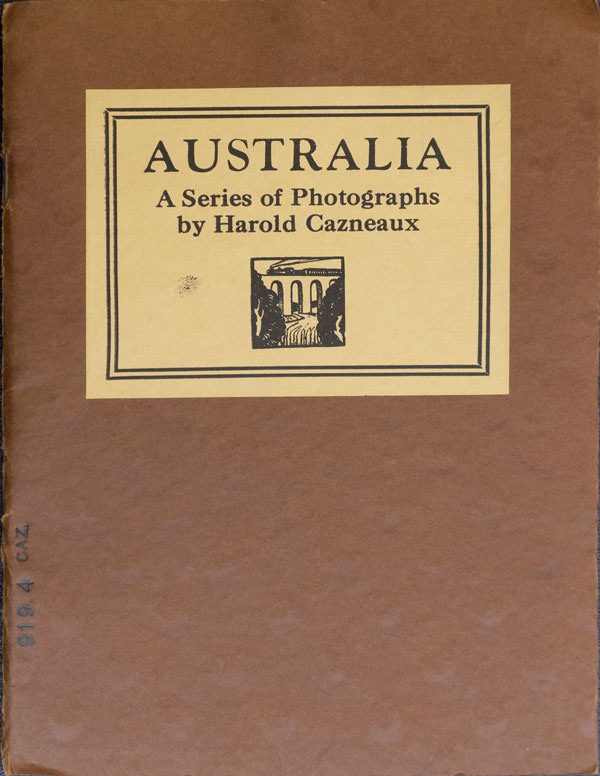 AUSTRALIA
A Series of Photographs
by Harold Cazneaux
919.4 CAZ